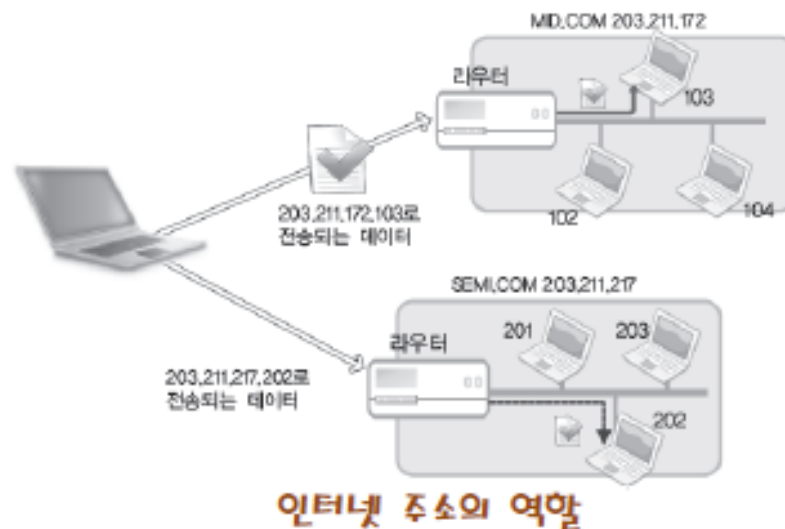 MID.COM 203.211.172
라우터
103
102
104
203.211.172.103로
전송되는 데이터
SEMI.COM 203.211.217
201
203
라우터
202
203.211.217.202로
전송되는 데이터
인터넷 주소의 역할